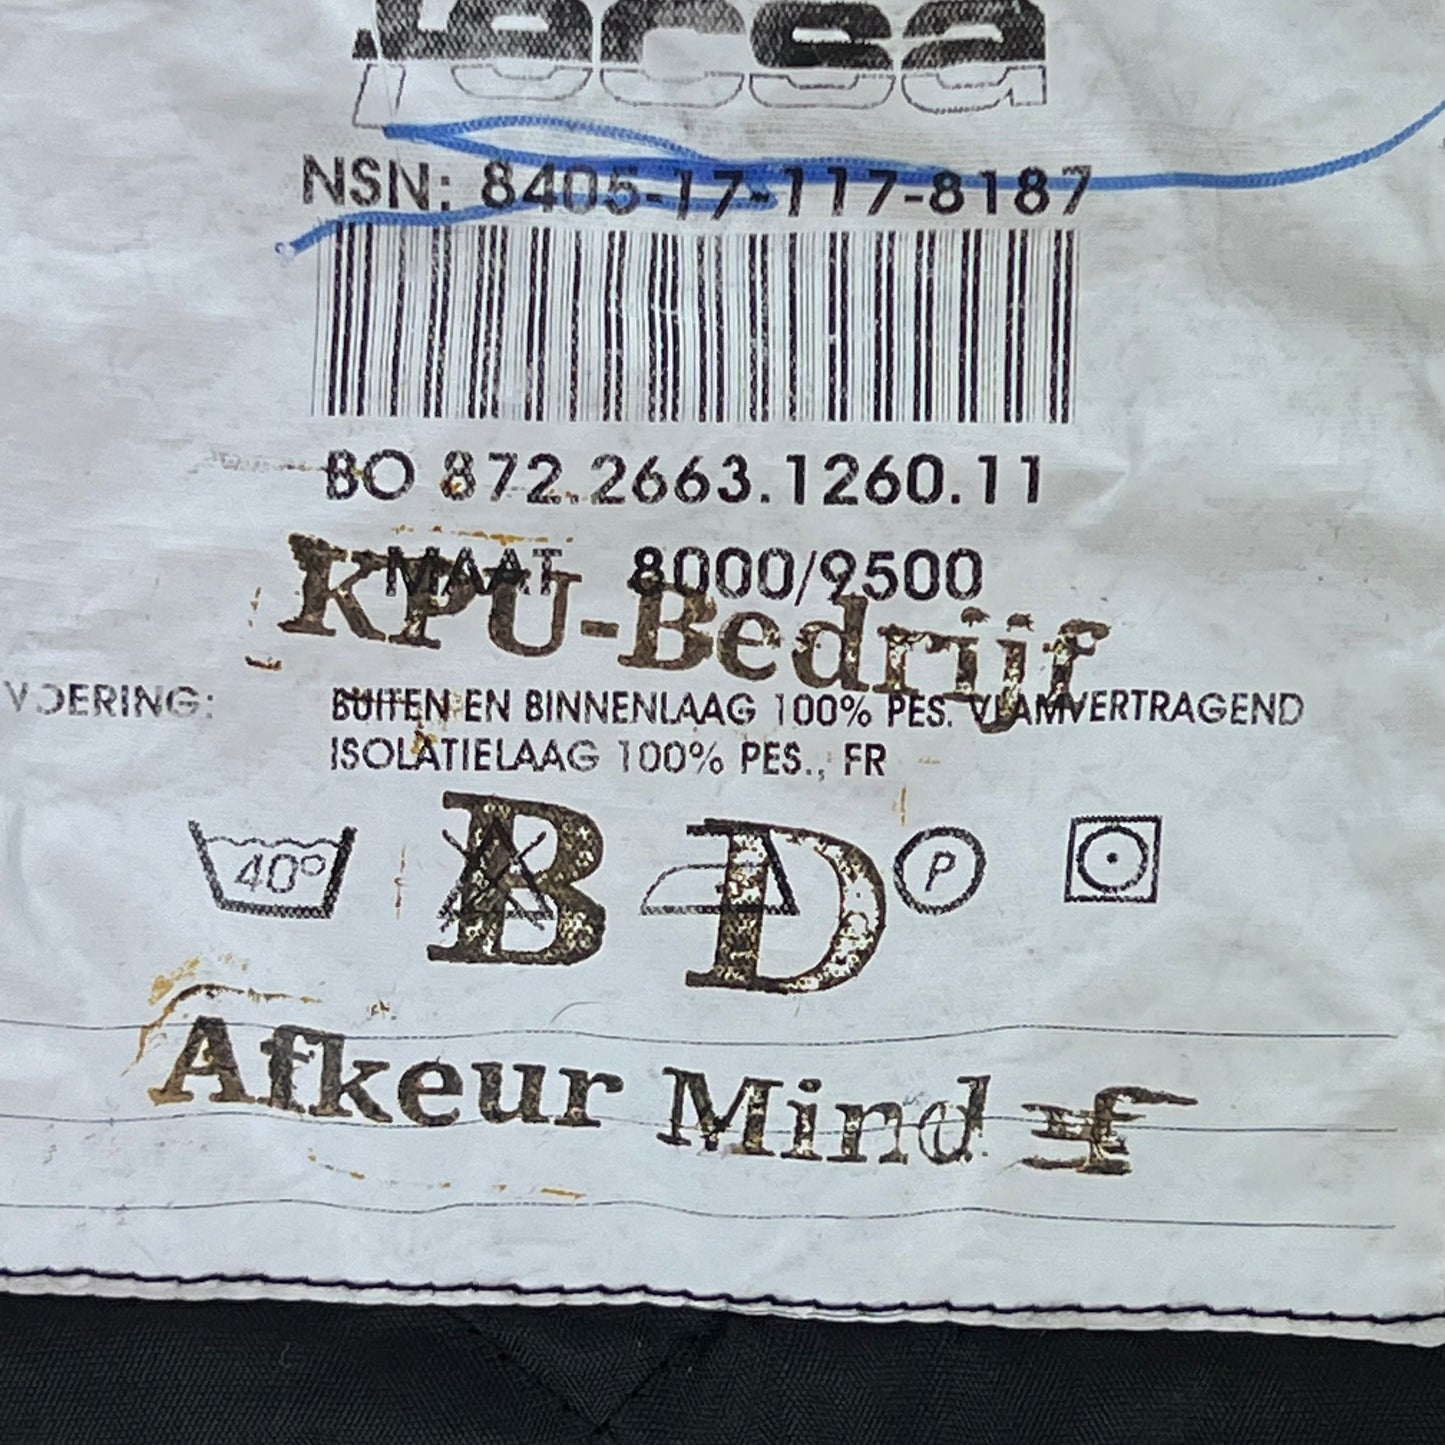 NSN: 8405-17-117-8187
BO 872.2663.1260.11
MAAT 8000/9500
KPU-Bedrijf
VOERING: BUITEN EN BINNENLAAG 100% PES. VLAMVERTRAGEND
ISOLATIELAAG 100% PES., FR
40°
P
B D
Afkeur Mind